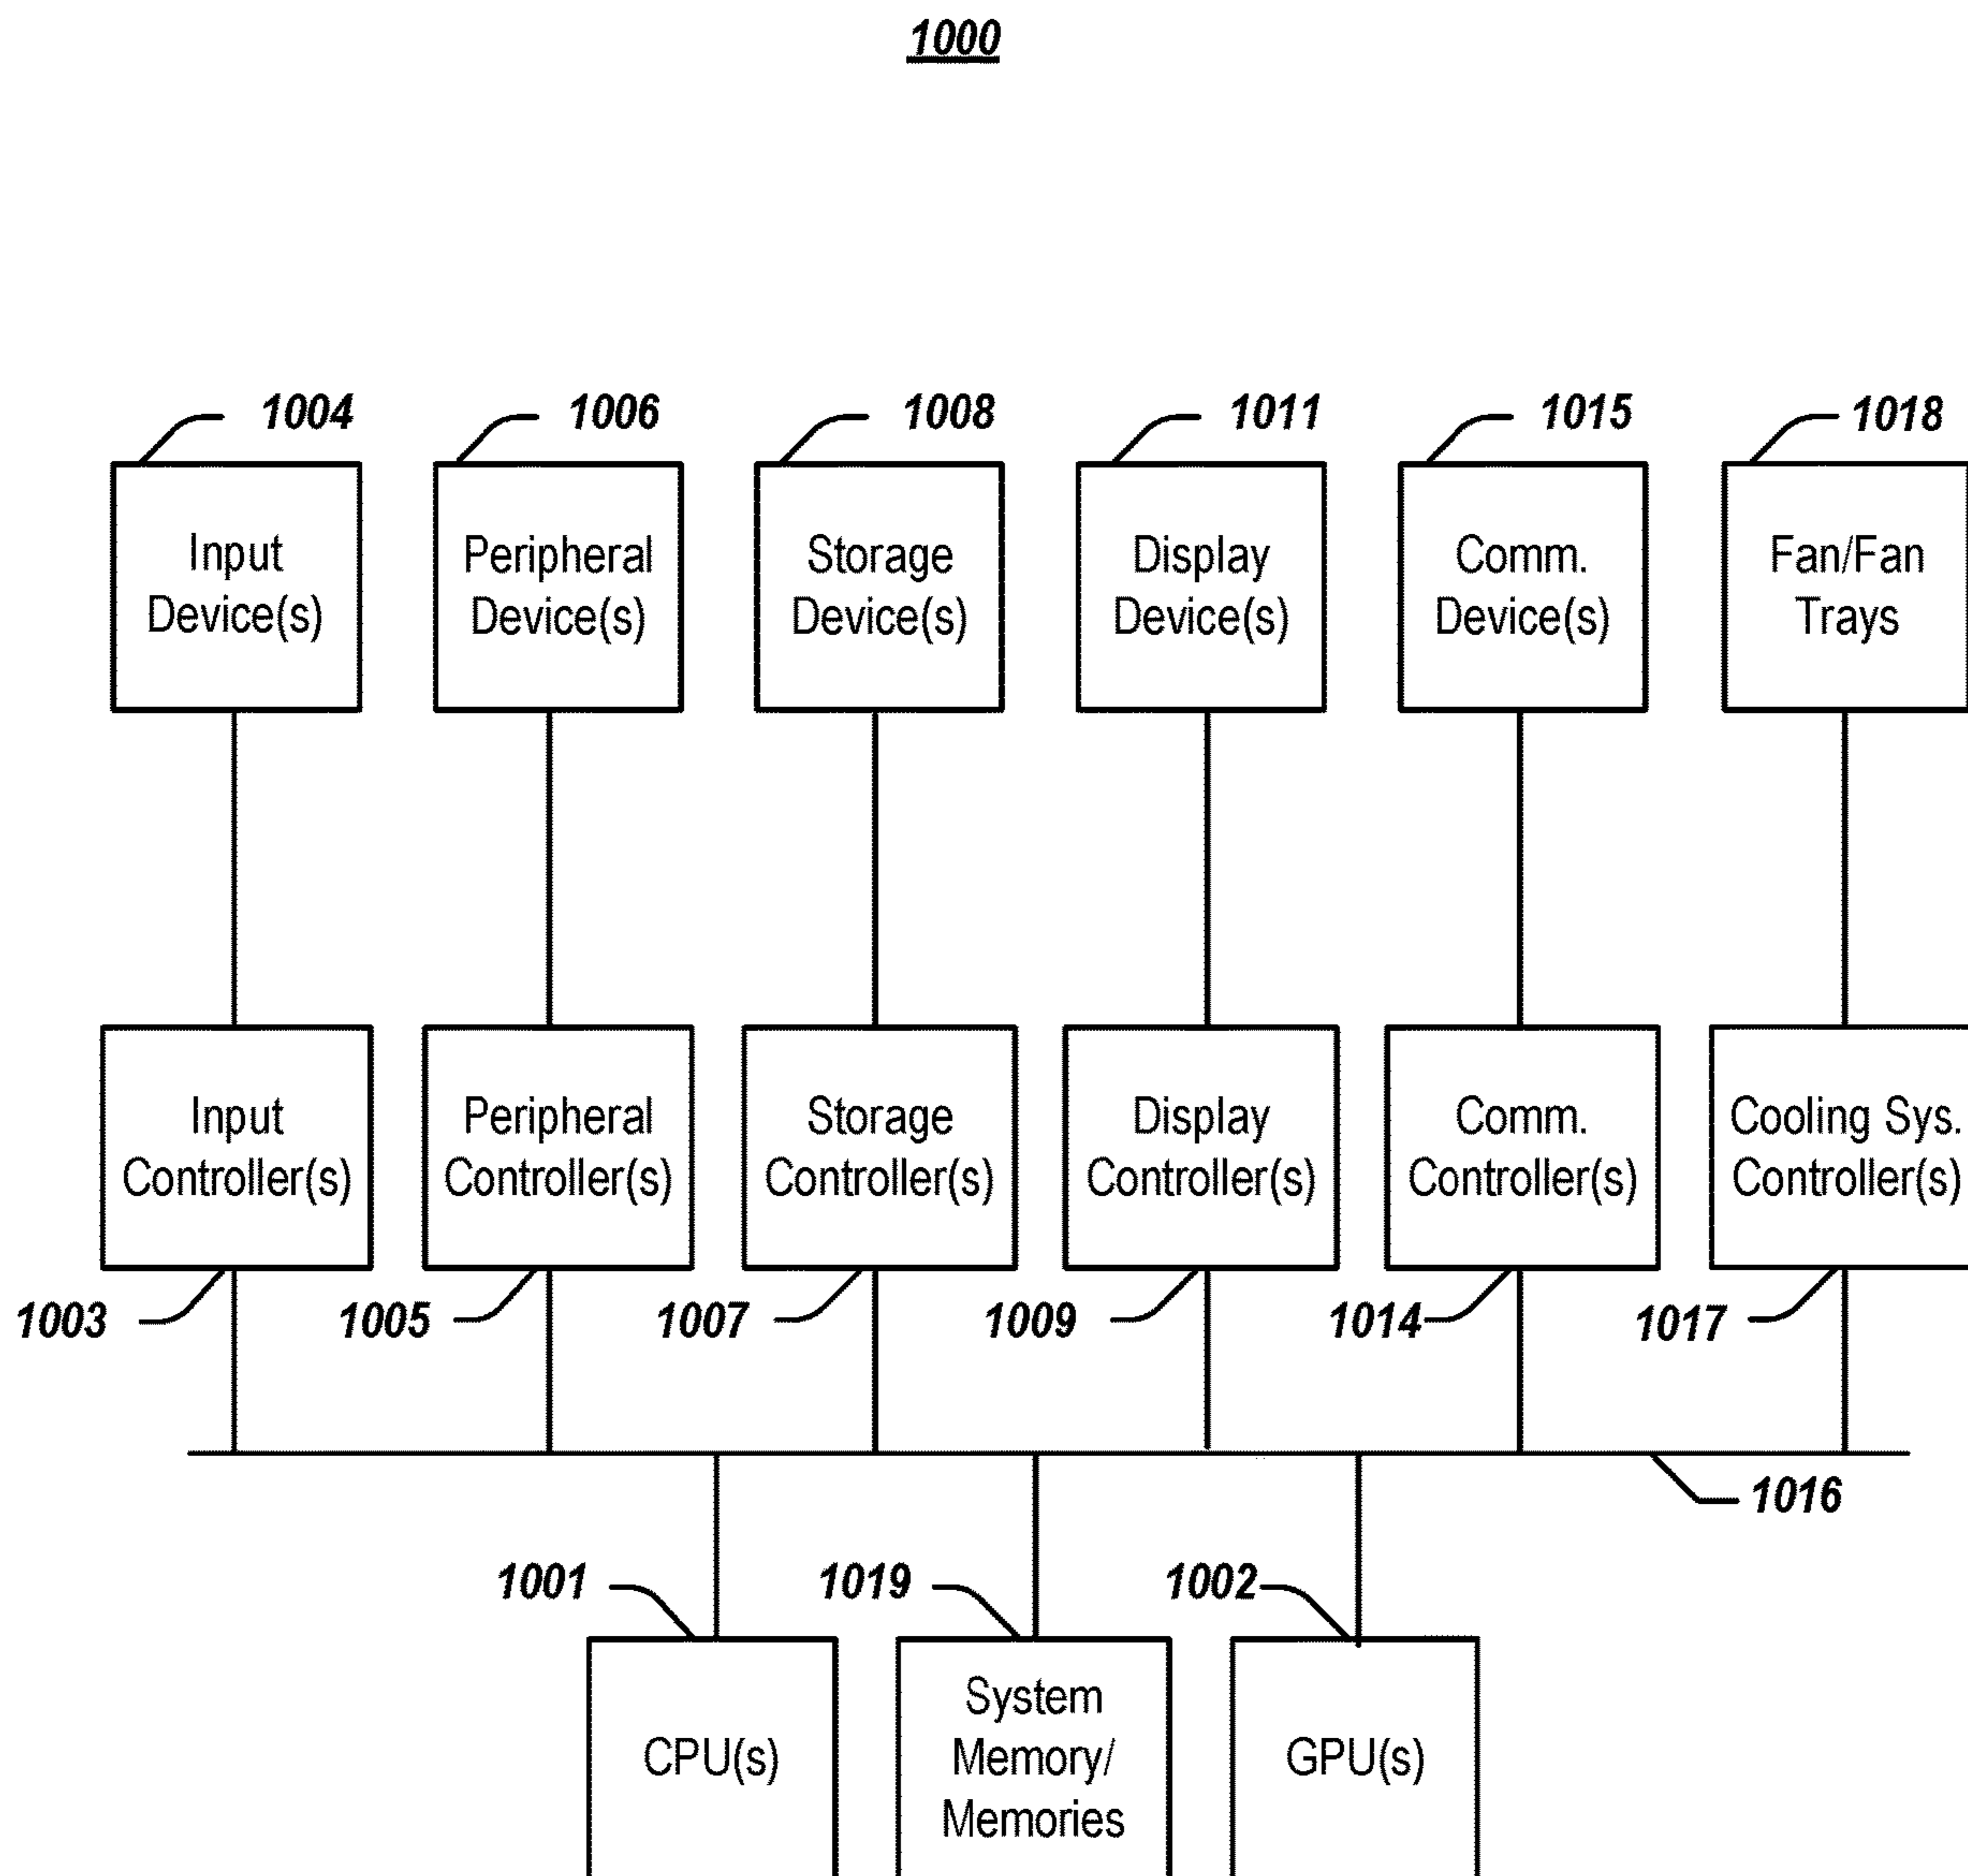 1000
1004
1006
1008
1011
1015
1018
Input
Device(s)
Peripheral
Device(s)
Storage
Device(s)
Display
Device(s)
Comm.
Device(s)
Fan/Fan
Trays
Input
Controller(s)
Peripheral
Controller(s)
Storage
Controller(s)
Display
Controller(s)
Comm.
Controller(s)
Cooling Sys.
Controller(s)
1003
1005
1007
1009
1014
1017
1016
1001
1019
1002
CPU(s)
System
Memory/
Memories
GPU(s)